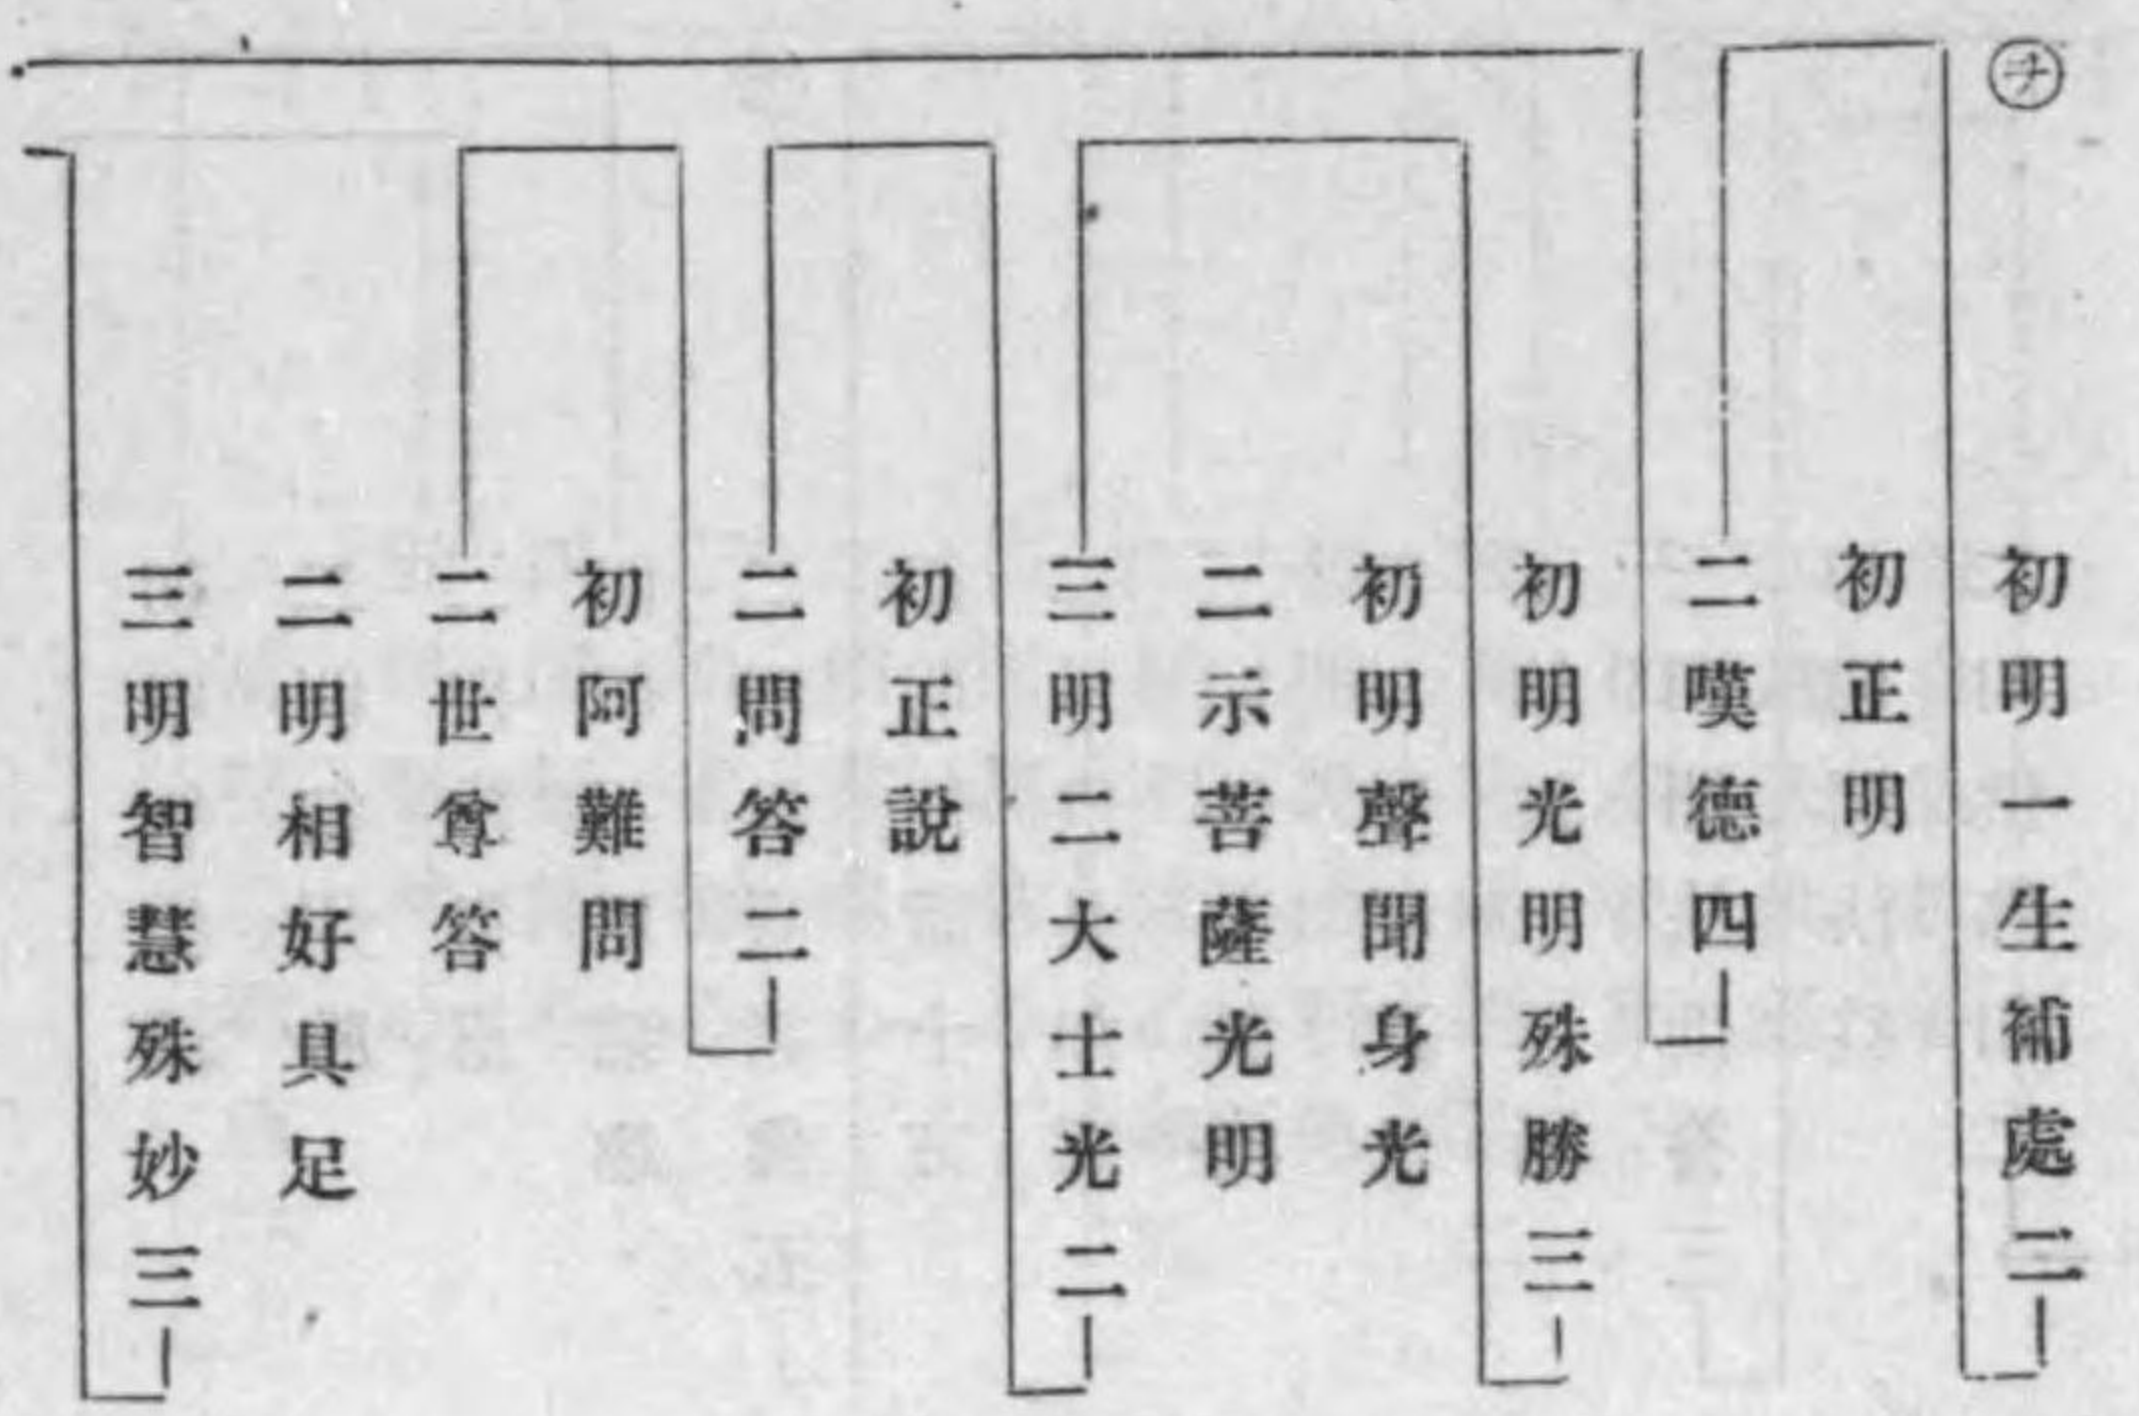 ㋾
初明一生補處二
初正明
二嘆德四
初明光明殊勝三
初明聲聞身光
二示菩薩光明
三明二大士光二
初正說
二問答二
初阿難問
二世尊答
二明相好具足
三明智慧殊妙三